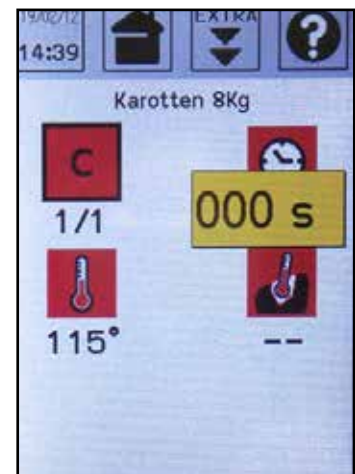 19/02/12
EXTRA
14:39
?
Karotten 8Kg
C
1/1
000 s
115°
--